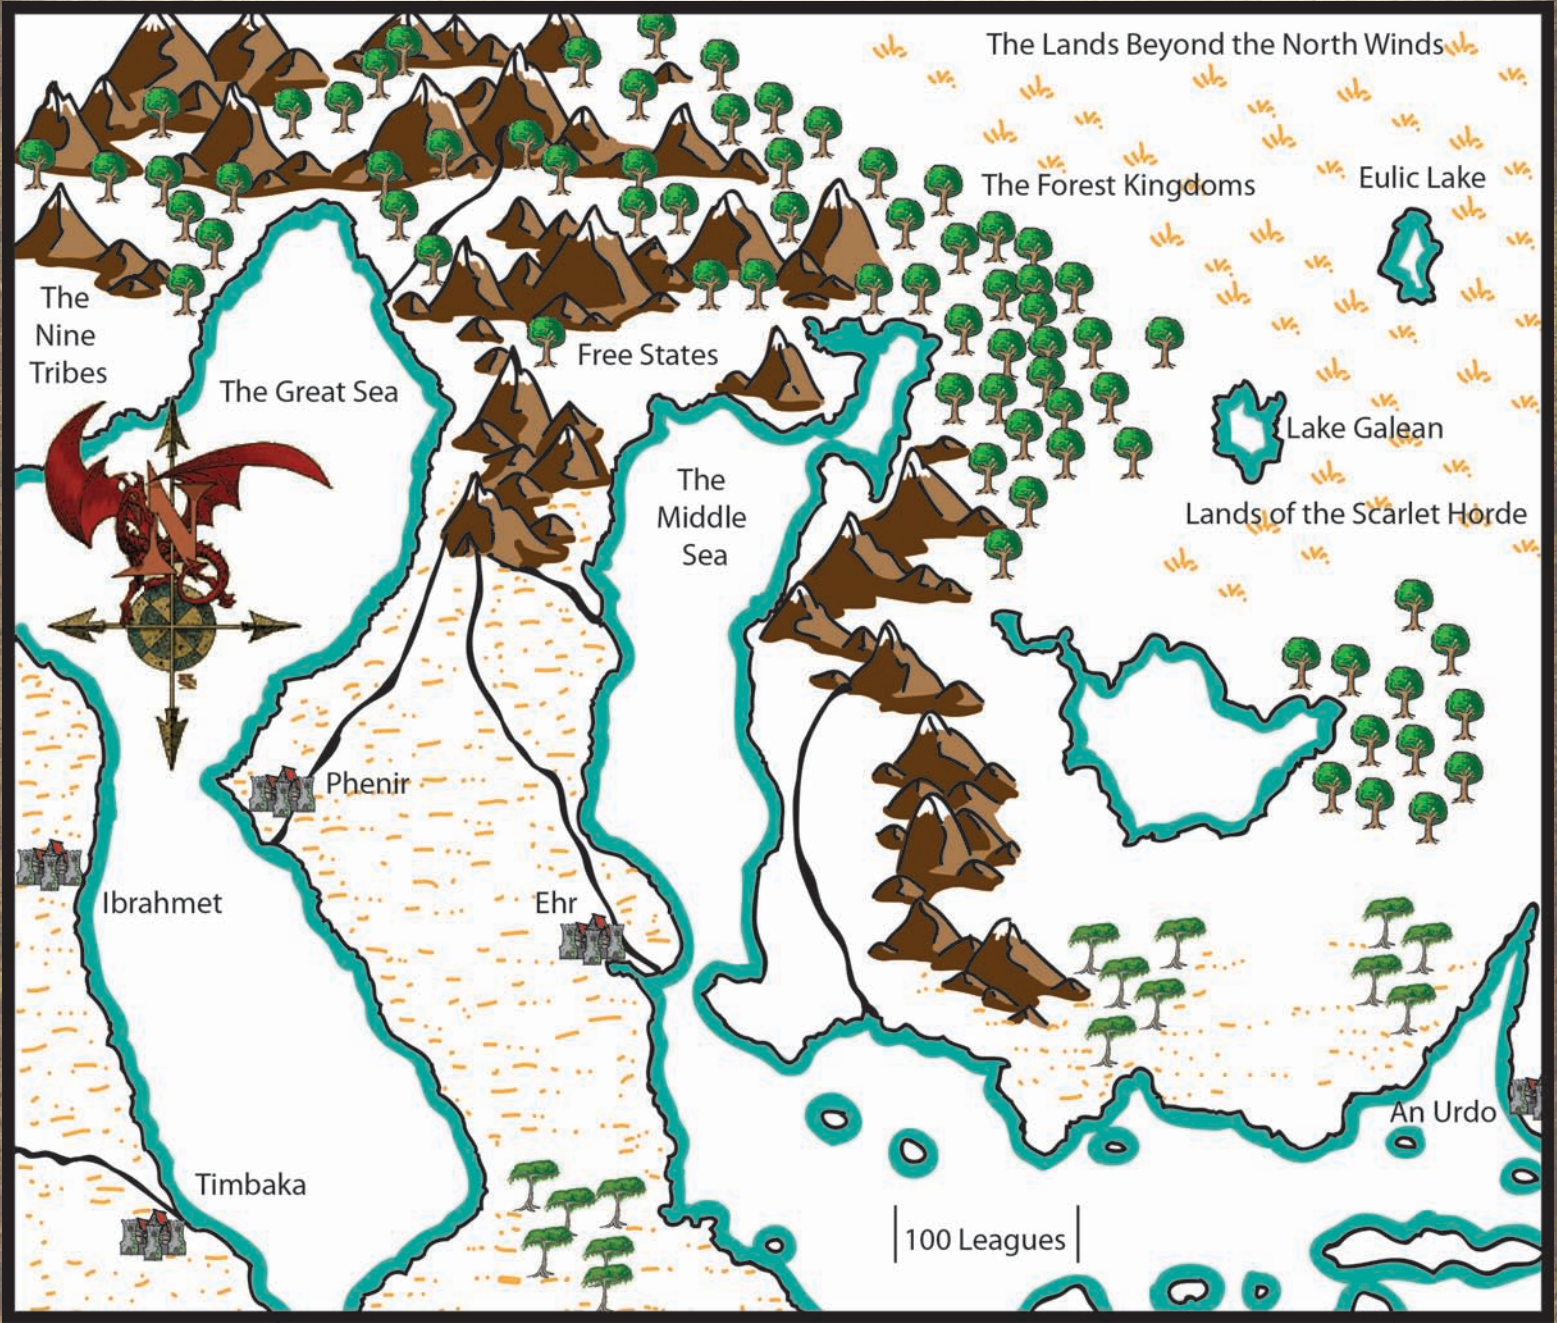 The Lands Beyond the North Winds
The Forest Kingdoms
Eulic Lake
The
Nine
Tribes
Free States
The Great Sea
Lake Galean
The
Middle
Sea
Lands of the Scarlet Horde
N
Phenir
Ibrahmet
Ehr
An Urdo
Timbaka
100 Leagues